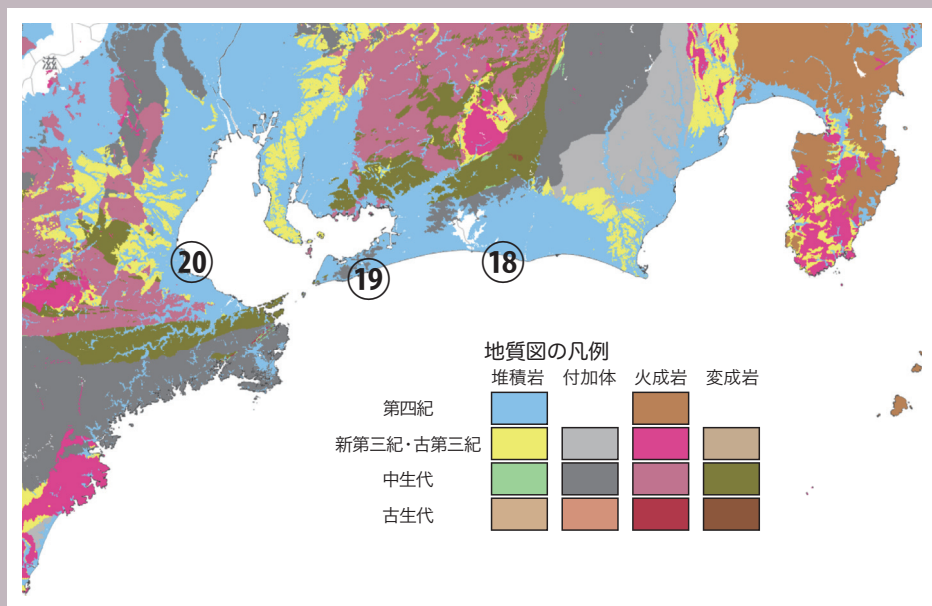 滋
⑳
⑲
⑱
地質図の凡例
堆積岩 付加体 火成岩 変成岩
第四紀
新第三紀・古第三紀
中生代
古生代